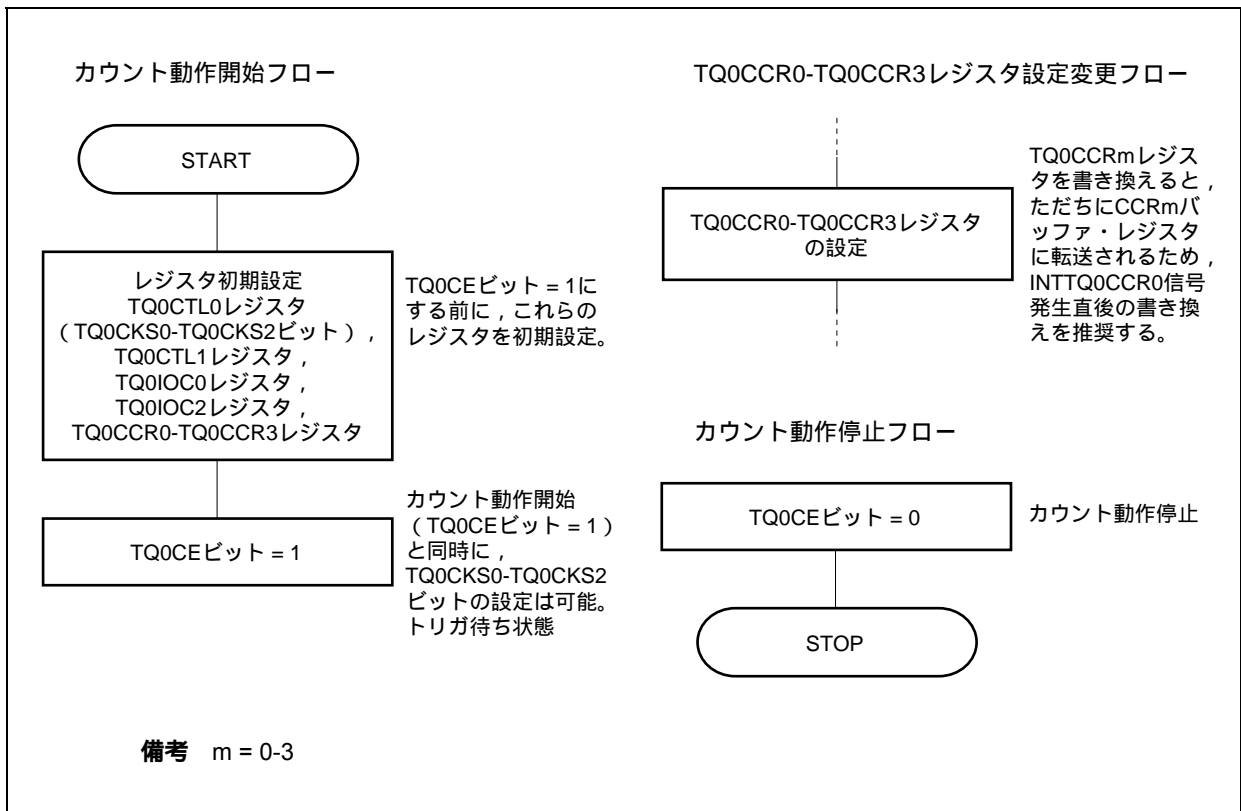 カウント動作開始フロー
START
レジスタ初期設定
TQ0CTL0レジスタ
（TQ0CKS0-TQ0CKS2ビット），
TQ0CTL1レジスタ，
TQ0IOC0レジスタ，
TQ0IOC2レジスタ，
TQ0CCR0-TQ0CCR3レジスタ
TQ0CEビット = 1に
する前に，これらの
レジスタを初期設定。
TQ0CEビット = 1
カウント動作開始
（TQ0CEビット = 1）
と同時に，
TQ0CKS0-TQ0CKS2
ビットの設定は可能。
トリガ待ち状態
TQ0CCR0-TQ0CCR3レジスタ設定変更フロー
TQ0CCR0-TQ0CCR3レジスタ
の設定
TQ0CCRmレジス
タを書き換えると，
ただちにCCRmバ
ッファ・レジスタ
に転送されるため，
INTTQ0CCR0信号
発生直後の書き換
えを推奨する。
カウント動作停止フロー
TQ0CEビット = 0
カウント動作停止
STOP
備考 m = 0-3